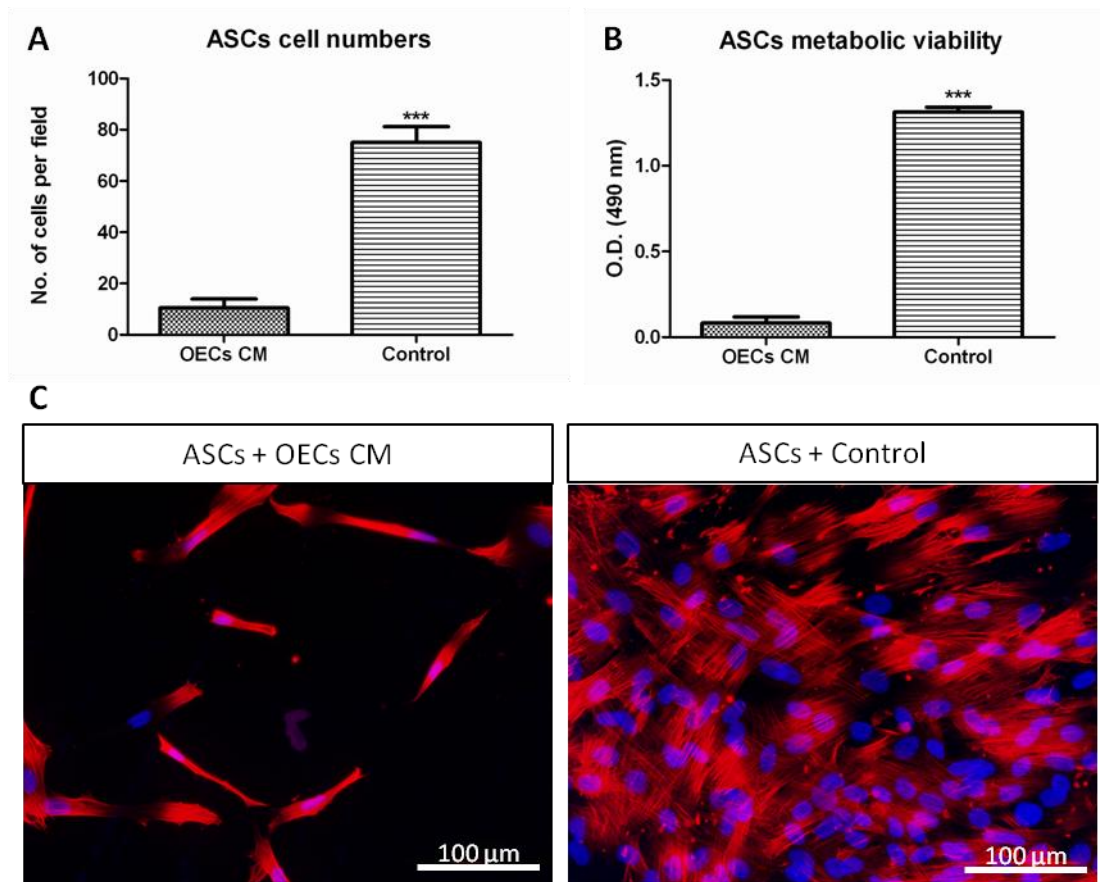 A
ASCs cell numbers
No. of cells per field
100
80
60
40
20
0
***
OECs CM
Control
B
ASCs metabolic viability
O.D. (490 nm)
1.5
1.0
0.5
0.0
***
OECs CM
Control
C
ASCs + OECs CM
ASCs + Control
100 µm
100 µm